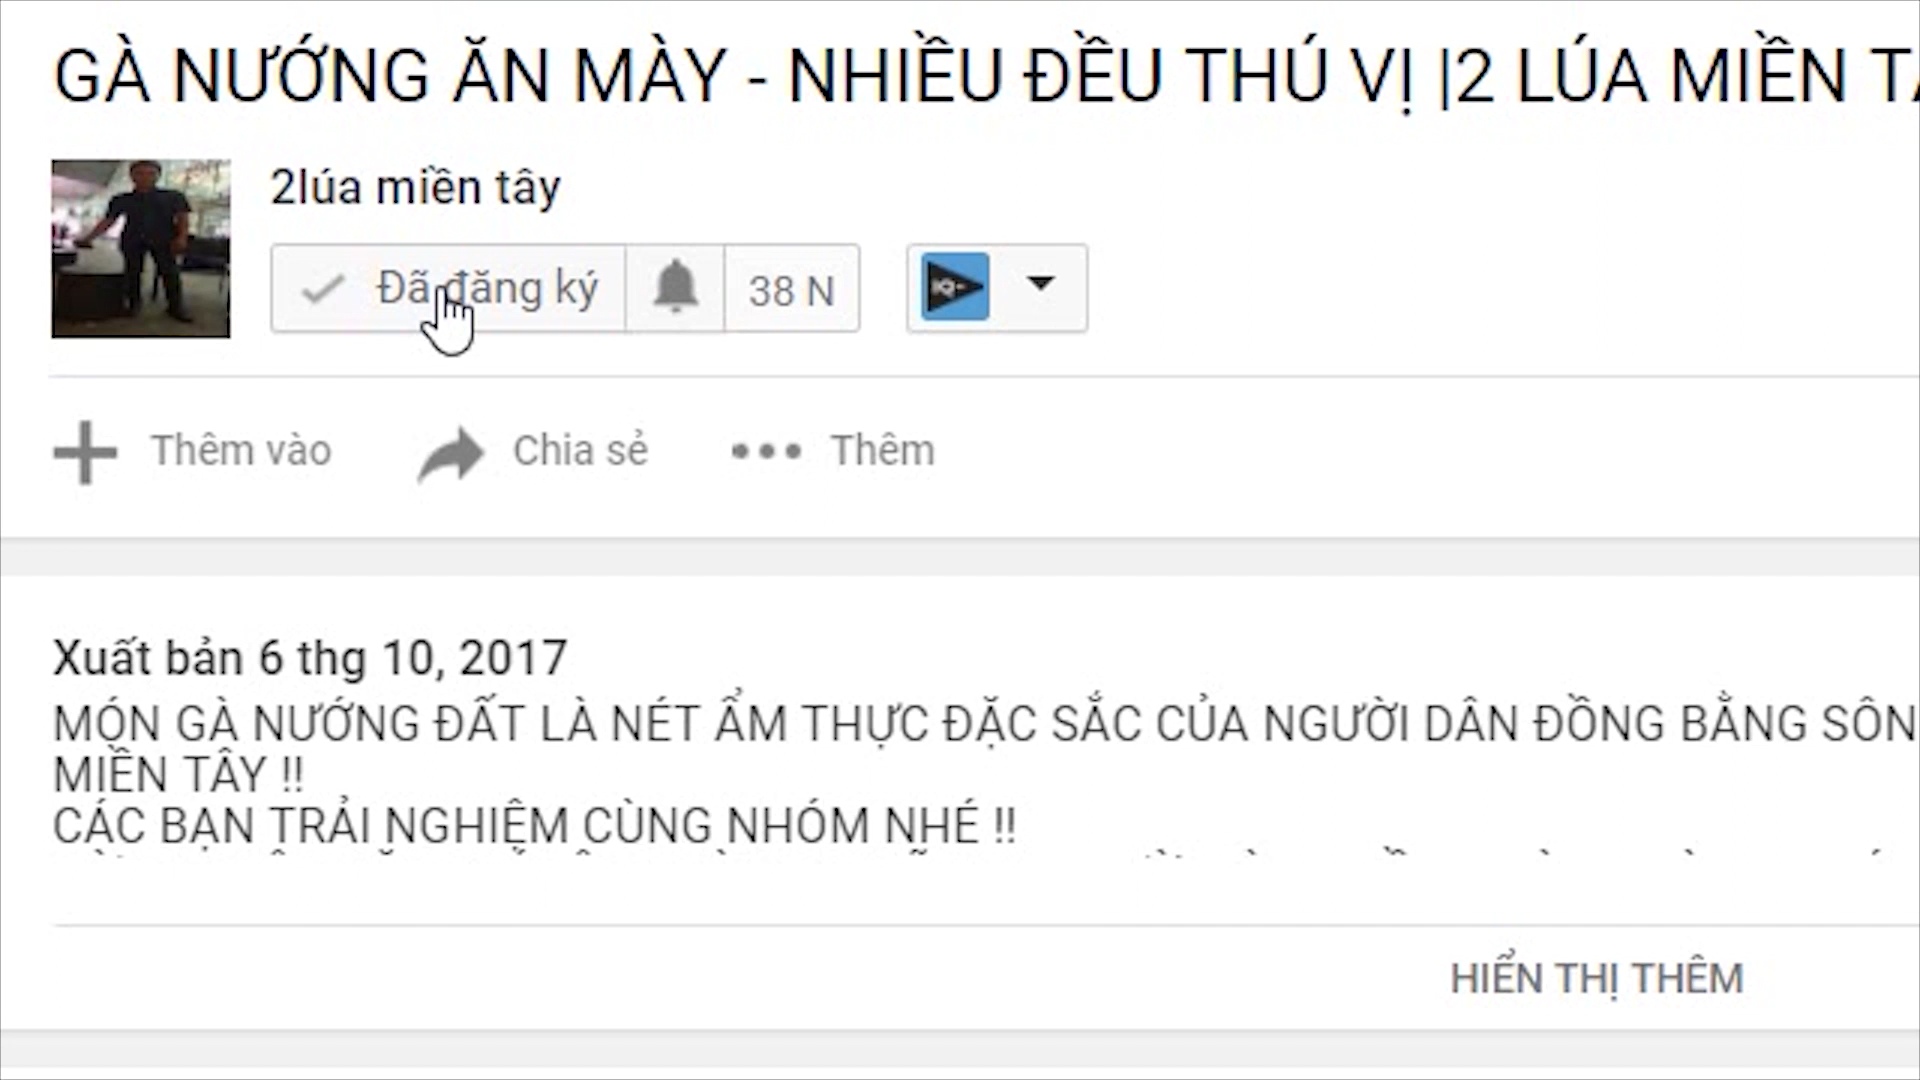 GÀ NƯỚNG ĂN MÀY - NHIỀU ĐỀU THÚ VỊ |2 LÚA MIỀN
2lúa miền tây
Đã đăng ký 38 N
Thêm vào Chia sẻ Thêm
Xuất bản 6 thg 10, 2017
MÓN GÀ NƯỚNG ĐẤT LÀ NÉT ẨM THỰC ĐẶC SẮC CỦA NGƯỜI DÂN ĐỒNG BẰNG
MIỀN TÂY !!
CÁC BẠN TRẢI NGHIỆM CÙNG NHÓM NHÉ !!
HIỂN THỊ THÊM